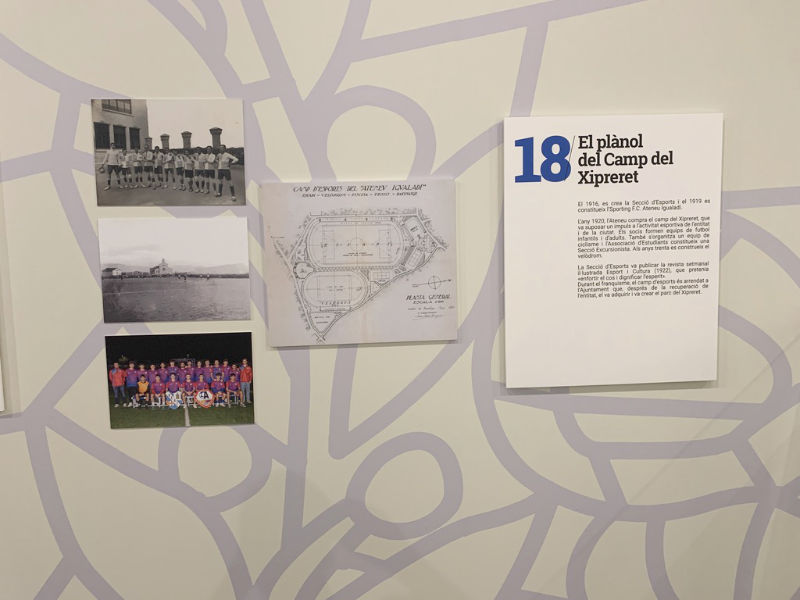 CAMP D'ESPORTS DEL "ATENEU IGUALADÍ"
PLANTA GENERAL
18
El plànol
del Camp del
Xipreret
El 1916, es crea la Secció d'Esports i el 1919 es
constitueix l'Sporting F.C. Ateneu Igualadí.
L'any 1920, l'Ateneu compra el camp del Xipreret, que
va suposar un impuls a l'activitat esportiva de l'entitat
i de la ciutat. Els socis formen equips de futbol
infantils i d'adults. També s'organitza un equip de
ciclisme i l'Associació d'Estudiants constitueix una
Secció Excursionista. Als anys trenta es construeix el
velòdrom.
La Secció d'Esports va publicar la revista setmanal
il·lustrada Esport i Cultura (1922), que pretenia
«enfortir el cos i dignificar l'esperit».
Durant el franquisme, el camp d'esports és arrendat a
l'Ajuntament que, després de la recuperació de
l'entitat, el va adquirir i va crear el parc del Xipreret.